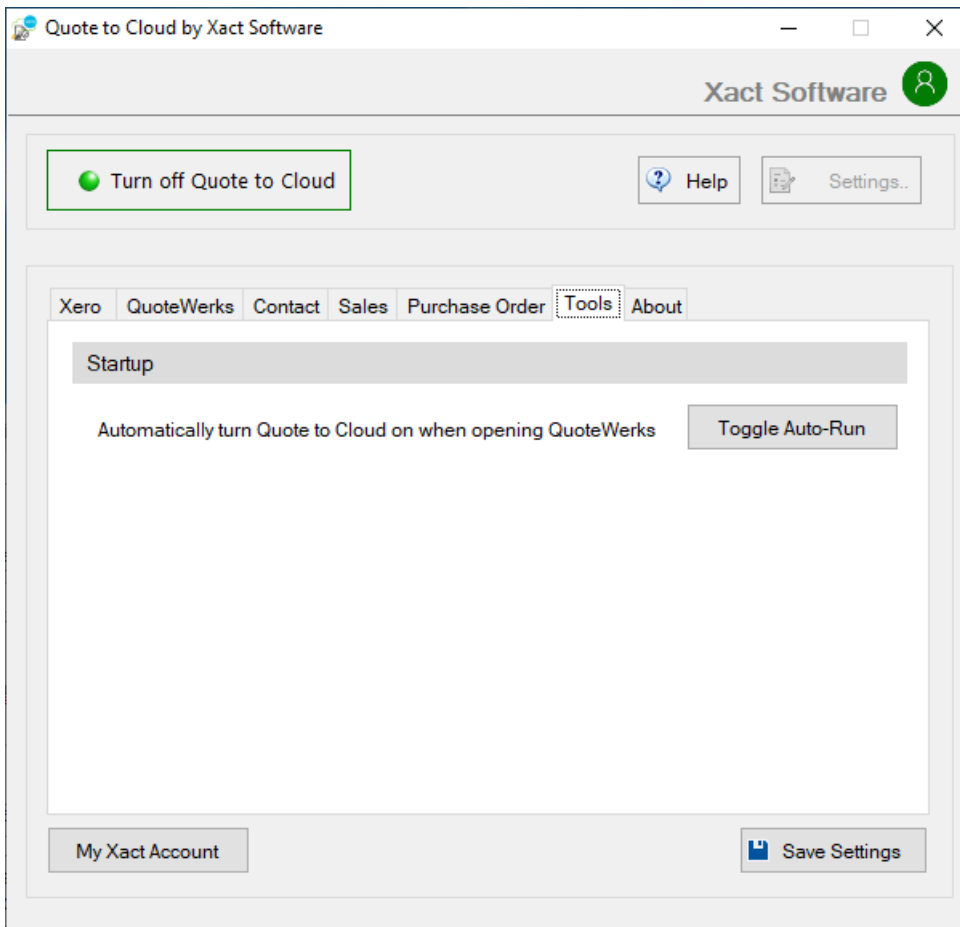 Quote to Cloud by Xact Software
Xact Software
Turn off Quote to Cloud
Help
Settings..
Xero QuoteWerks Contact Sales Purchase Order Tools About
Startup
Automatically turn Quote to Cloud on when opening QuoteWerks
Toggle Auto-Run
My Xact Account
Save Settings